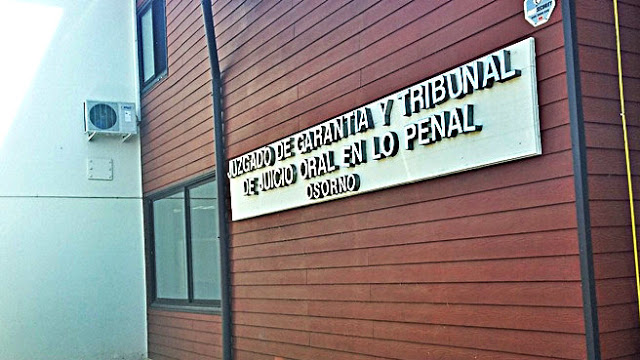 JUZGADO DE GARANTIA Y TRIBUNAL
DE JUICIO ORAL EN LO PENAL
OSORNO